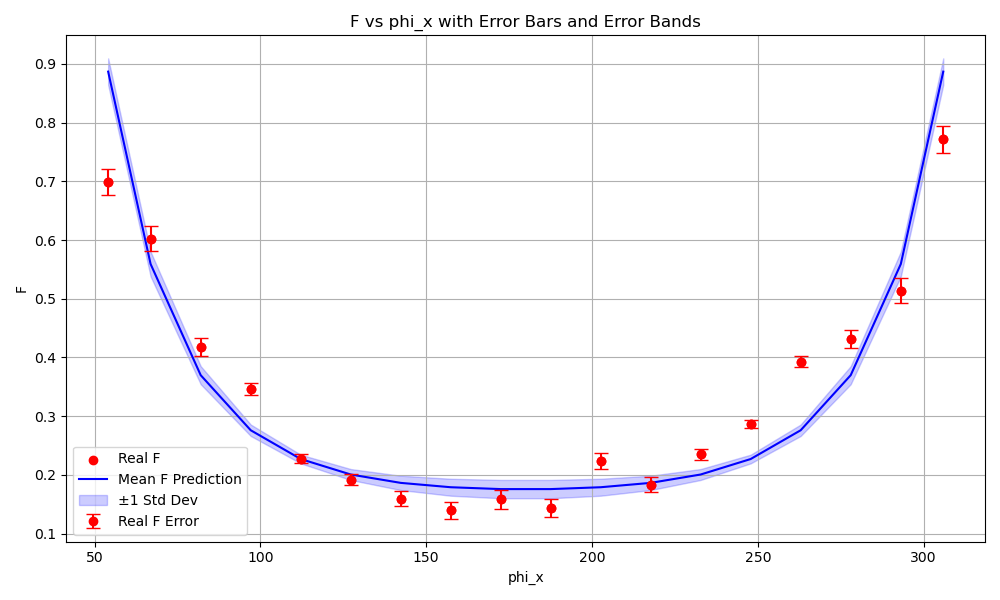 F vs phi_x with Error Bars and Error Bands
F
0.9
0.8
0.7
0.6
0.5
0.4
0.3
0.2
0.1
Real F
Mean F Prediction
±1 Std Dev
Real F Error
50 100 150 200 250 300
phi_x